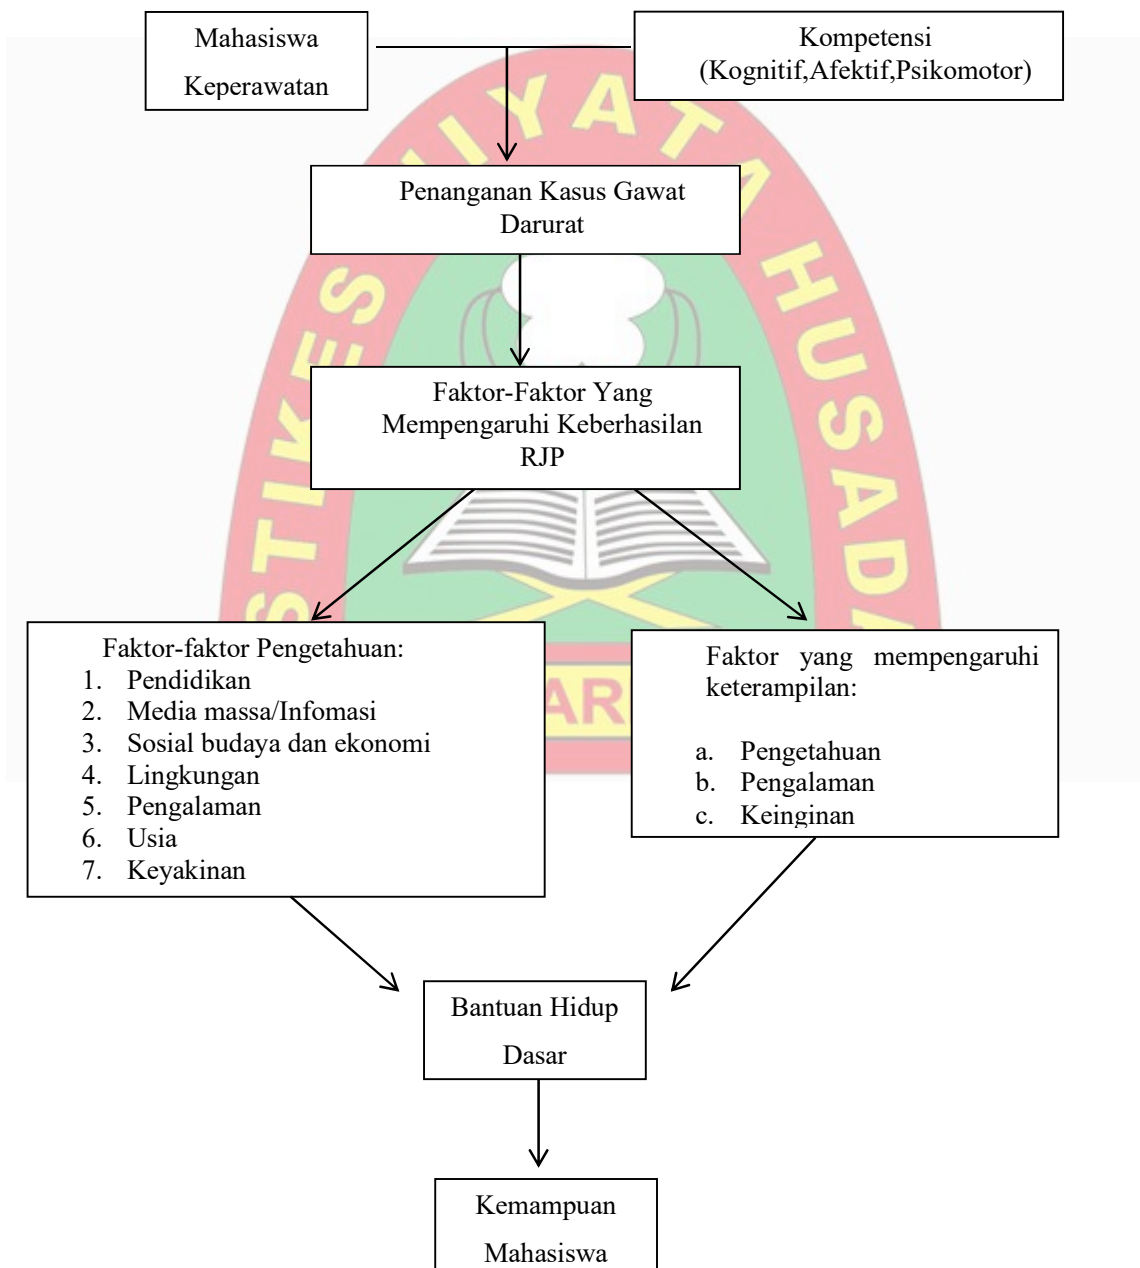 Mahasiswa
Keperawatan
Kompetensi
(Kognitif,Afektif,Psikomotor)
Penanganan Kasus Gawat
Darurat
Faktor-Faktor Yang
Mempengaruhi Keberhasilan
RJP
Faktor-faktor Pengetahuan:
1. Pendidikan
2. Media massa/Infomasi
3. Sosial budaya dan ekonomi
4. Lingkungan
5. Pengalaman
6. Usia
7. Keyakinan
Faktor yang mempengaruhi
keterampilan:
a. Pengetahuan
b. Pengalaman
c. Keinginan
Bantuan Hidup
Dasar
Kemampuan
Mahasiswa
STIKES
HUSADA